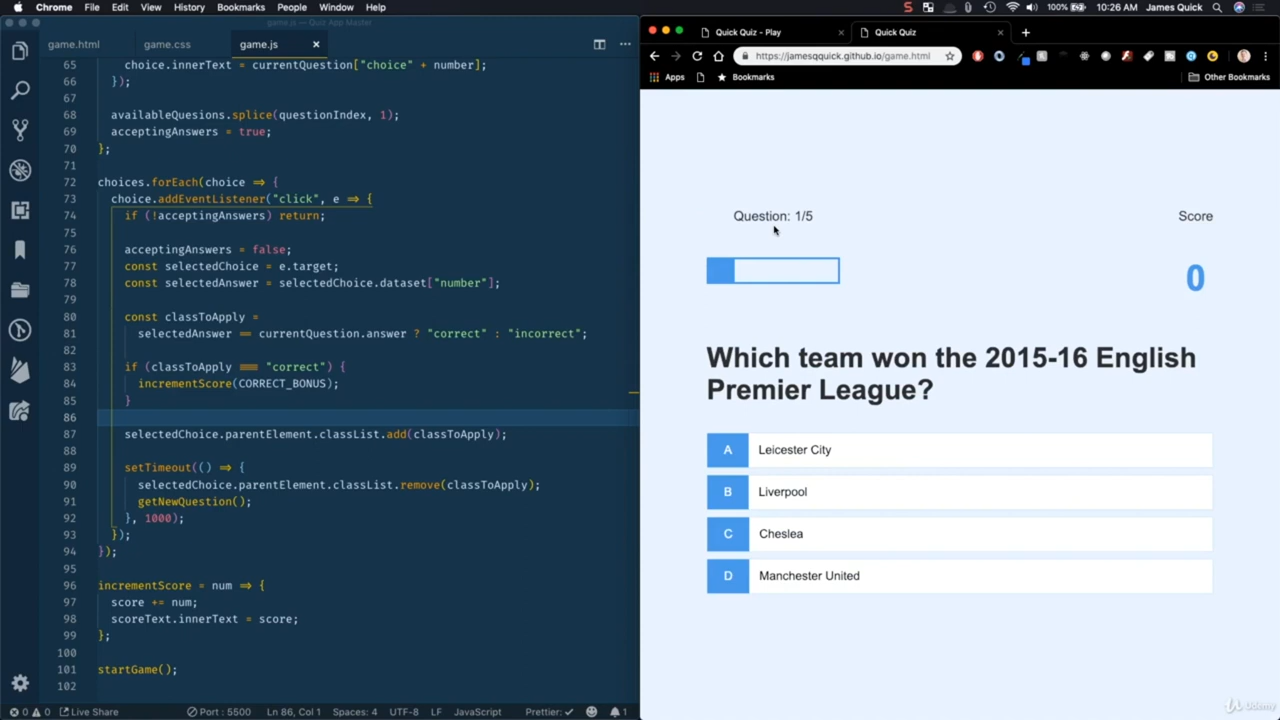 Chrome File Edit View History Bookmarks People Window Help 100% 10:26 AM James Quick
game.js — Quiz App Master
game.html game.css game.js ×
66 choice.innerText = currentQuestion["choice" + number];
});
67
68 availableQuesions.splice(questionIndex, 1);
69 acceptingAnswers = true;
70 };
71
72 choices.forEach(choice => {
73 choice.addEventListener("click", e => {
74 if (!acceptingAnswers) return;
75
76 acceptingAnswers = false;
77 const selectedChoice = e.target;
78 const selectedAnswer = selectedChoice.dataset["number"];
79
80 const classToApply =
81 selectedAnswer == currentQuestion.answer ? "correct" : "incorrect";
82
83 if (classToApply === "correct") {
84 incrementScore(CORRECT_BONUS);
85 }
86
87 selectedChoice.parentElement.classList.add(classToApply);
88
89 setTimeout(() => {
90 selectedChoice.parentElement.classList.remove(classToApply);
91 getNewQuestion();
92 }, 1000);
93 });
94 });
95
96 incrementScore = num => {
97 score += num;
98 scoreText.innerText = score;
99 };
100
101 startGame();
102
0 0 Live Share Port : 5500 Ln 86, Col 1 Spaces: 4 UTF-8 LF JavaScript Prettier: ✓ 1
Quick Quiz - Play × Quick Quiz × +
https://jamesqquick.github.io/game.html
Apps Bookmarks Other Bookmarks
Question: 1/5 Score
0
Which team won the 2015-16 English
Premier League?
A Leicester City
B Liverpool
C Cheslea
D Manchester United
Udemy